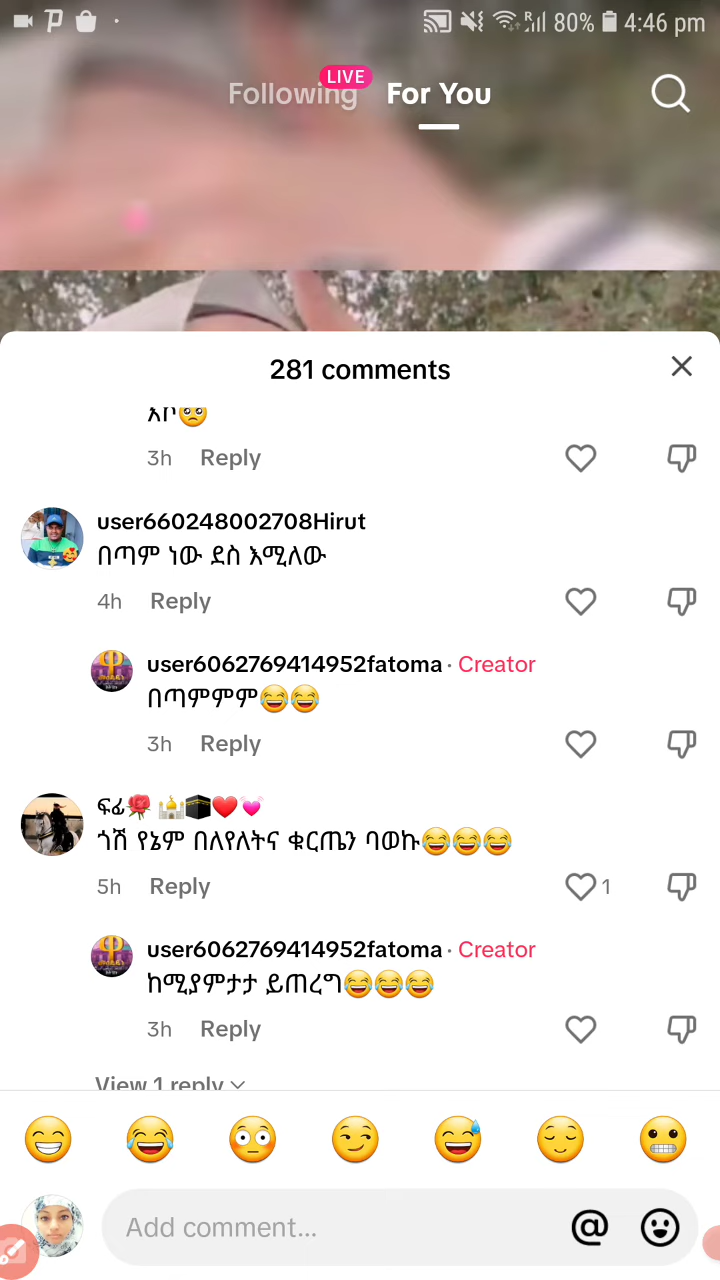 80% 4:46 pm
LIVE
Following For You
281 comments
አቦ🥺
3h Reply
user660248002708Hirut
በጣም ነው ደስ እሚለው
4h Reply
user6062769414952fatoma · Creator
በጣምምም😂😂
3h Reply
ፍፊ🌹 🕌🕋❤️💓
ጎሽ የኔም በለየለትና ቁርጤን ባወኩ😂😂😂
5h Reply 1
user6062769414952fatoma · Creator
ከሚያምታታ ይጠረግ😂😂😂
3h Reply
View 1 reply
Add comment...